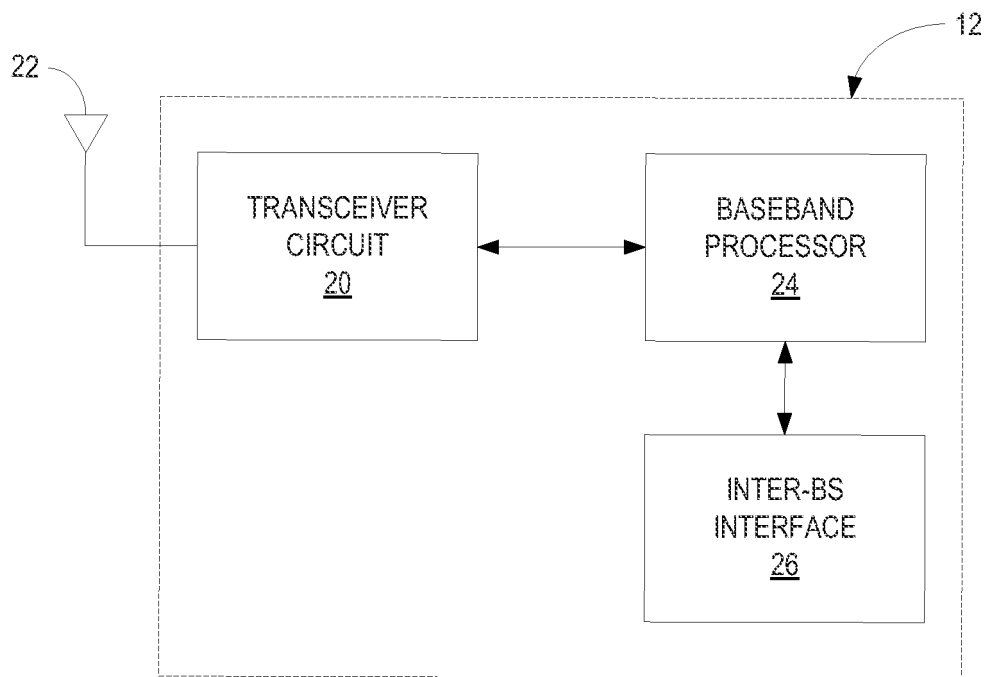 12
22
TRANSCEIVER
CIRCUIT
20
BASEBAND
PROCESSOR
24
INTER-BS
INTERFACE
26